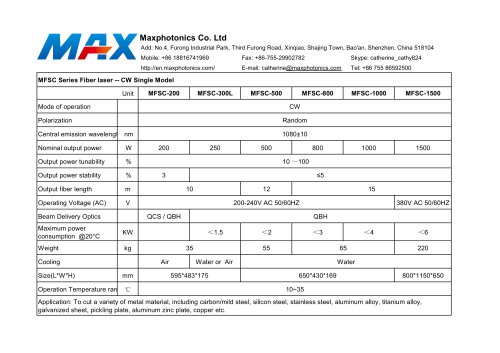 MAX
Maxphotonics Co. Ltd
Add: No.4, Furong Industrial Park, Third Furong Road, Xinqiao, Shajing Town, Bao'an, Shenzhen, China 518104
Mobile: +86 18816741969 Fax: +86-755-29902782 Skype: catherine_cathy824
http://en.maxphotonics.com/ E-mail: catherine@maxphotonics.com Tel: +86 755 86592500
MFSC Series Fiber laser -- CW Single Model
Unit MFSC-200 MFSC-300L MFSC-500 MFSC-800 MFSC-1000 MFSC-1500
Mode of operation CW
Polarization Random
Central emission wavelengt nm 1080±10
Nominal output power W 200 250 500 800 1000 1500
Output power tunability % 10 ～100
Output power stability % 3 ≤5
Output fiber length m 10 12 15
Operating Voltage (AC) V 200-240V AC 50/60HZ 380V AC 50/60HZ
Beam Delivery Optics QCS / QBH QBH
Maximum power
consumption @20°C KW ＜1.5 ＜2 ＜3 ＜4 ＜6
Weight kg 35 55 65 220
Cooling Air Water or Air Water
Size(L*W*H) mm 595*483*175 650*430*169 800*1150*650
Operation Temperature ran ℃ 10~35
Application: To cut a variety of metal material, including carbon/mild steel, silicon steel, stainless steel, aluminum alloy, titanium alloy,
galvanized sheet, pickling plate, aluminum zinc plate, copper etc.